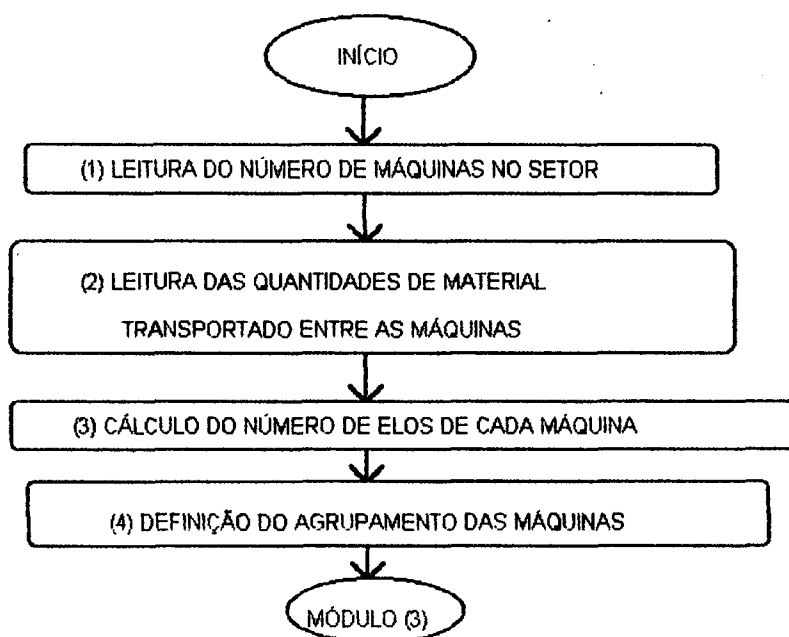 INÍCIO
(1) LEITURA DO NÚMERO DE MÁQUINAS NO SETOR
(2) LEITURA DAS QUANTIDADES DE MATERIAL
TRANSPORTADO ENTRE AS MÁQUINAS
(3) CÁLCULO DO NÚMERO DE ELOS DE CADA MÁQUINA
(4) DEFINIÇÃO DO AGRUPAMENTO DAS MÁQUINAS
MÓDULO (3)